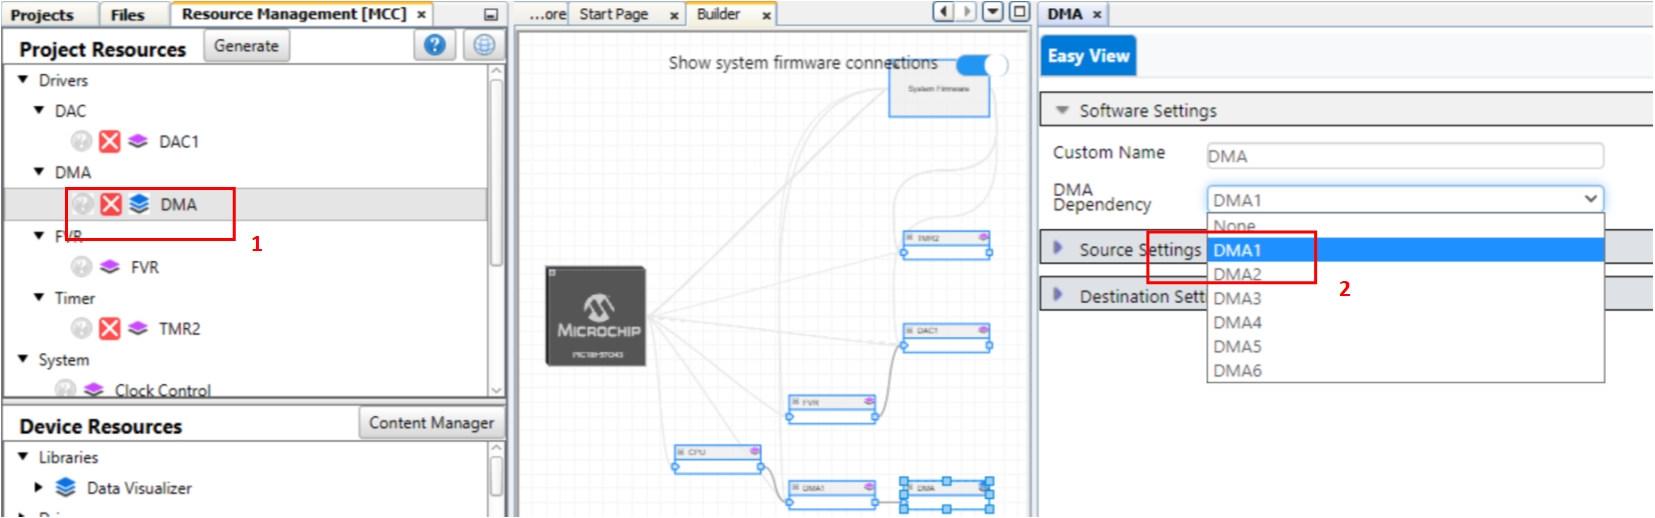 Projects
Files
Resource Management [MCC] ×
Project Resources
Generate
?
Drivers
DAC
DAC1
DMA
DMA
1
FVR
FVR
Timer
TMR2
System
Clock Control
Device Resources
Content Manager
Libraries
Data Visualizer
...ore
Start Page ×
Builder ×
Show system firmware connections
System Firmware
TMR2
MICROCHIP
DAC1
FVR
CPU
DMA1
DMA
DMA ×
Easy View
Software Settings
Custom Name
DMA
DMA
Dependency
DMA1
None
Source Settings
DMA1
DMA2
2
Destination Sett
DMA3
DMA4
DMA5
DMA6